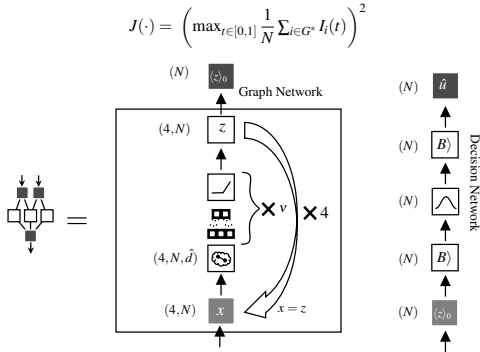 J(·) = (max_{t∈[0,1]} 1/N ∑_{i∈G*} I_i(t))^2
(N) ⟨z⟩₀
Graph Network
(4, N) z
× ν
× 4
(4, N, d̂)
(4, N) x
x = z
=
(N) û
(N) B⟩
(N)
(N) B⟩
(N) ⟨z⟩₀
Decision Network